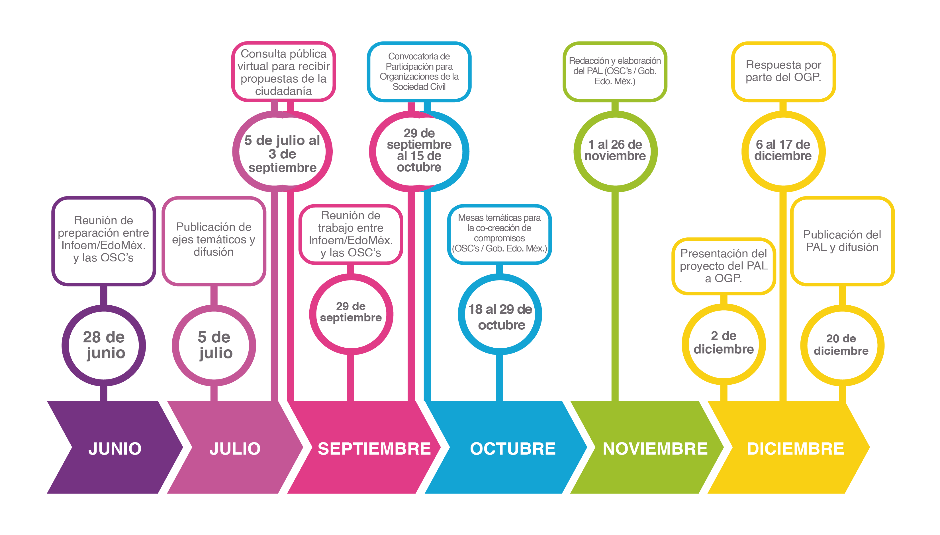 Reunión de
preparación entre
Infoem/EdoMéx.
y las OSC's
28 de
junio
Publicación de
ejes temáticos y
difusión
5 de
julio
Consulta pública
virtual para recibir
propuestas de la
ciudadanía
5 de julio al
3 de
septiembre
Reunión de
trabajo entre
Infoem/EdoMéx.
y las OSC's
29 de
septiembre
Convocatoria de
Participación para
Organizaciones de la
Sociedad Civil
29 de
septiembre
al 15 de
octubre
Mesas temáticas para
la co-creación de
compromisos
(OSC's / Gob. Edo. Méx.)
18 al 29 de
octubre
Redacción y elaboración
del PAL (OSC's / Gob.
Edo. Méx.)
1 al 26 de
noviembre
Presentación del
proyecto del PAL
a OGP.
2 de
diciembre
Respuesta por
parte del OGP.
6 al 17 de
diciembre
Publicación del
PAL y difusión
20 de
diciembre
JUNIO
JULIO
SEPTIEMBRE
OCTUBRE
NOVIEMBRE
DICIEMBRE